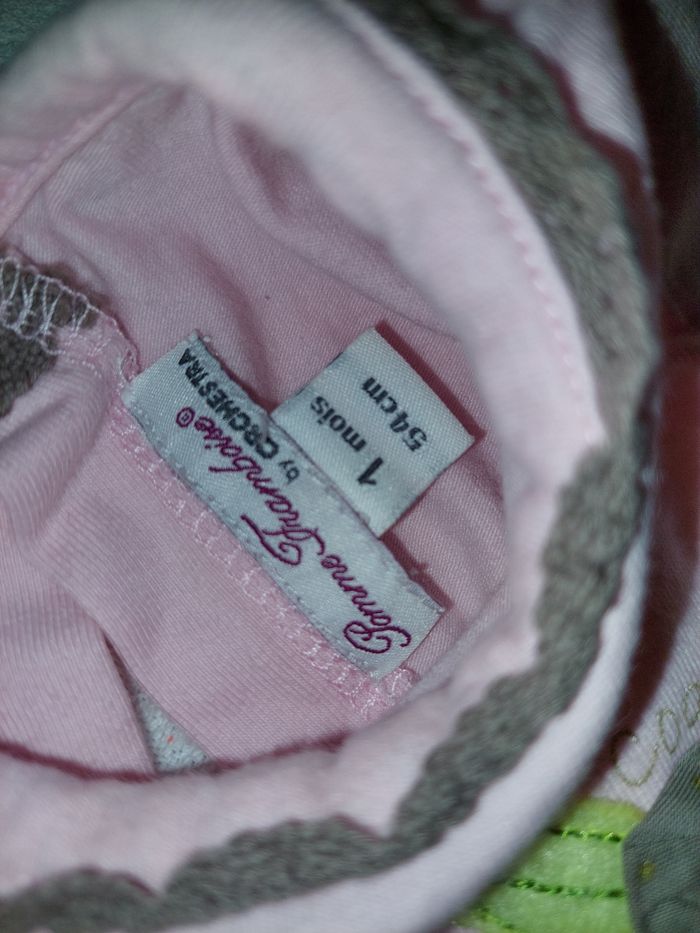 Pomme Framboise®
by ORCHESTRA
1 mois
54cm